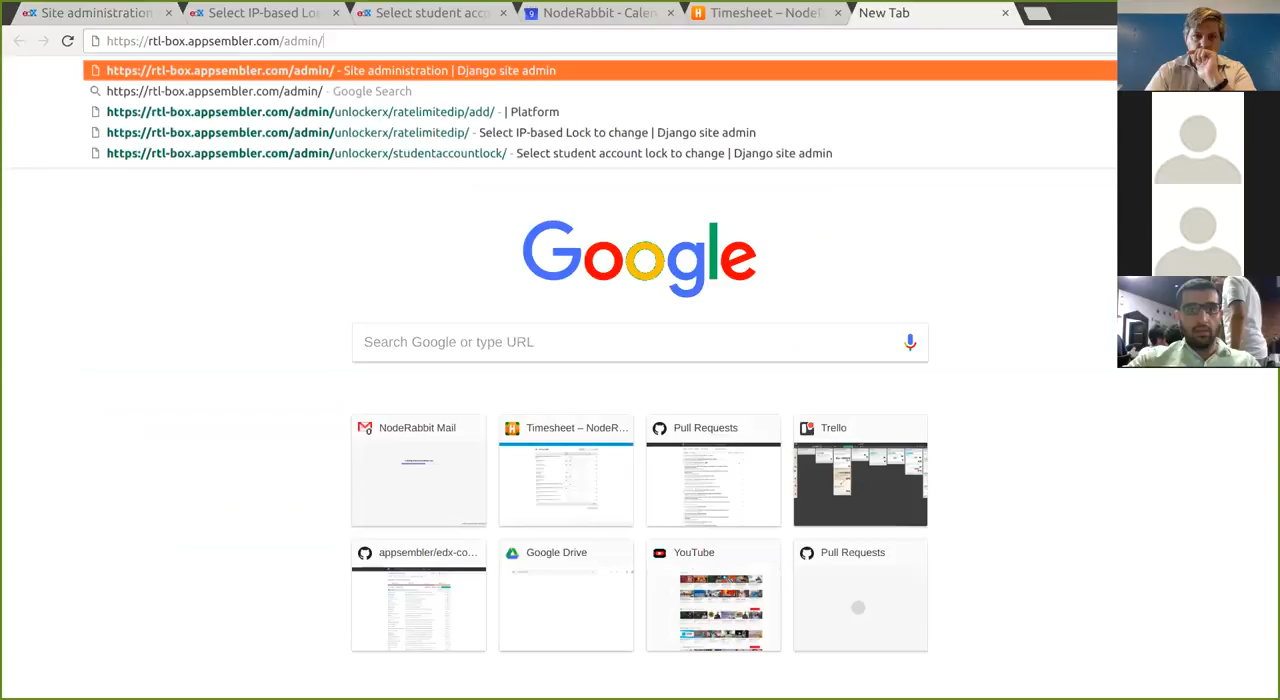 Site administration
Select IP-based Lo
Select student acc
NodeRabbit - Calen
Timesheet – NodeR
New Tab
https://rtl-box.appsembler.com/admin/
https://rtl-box.appsembler.com/admin/ - Site administration | Django site admin
https://rtl-box.appsembler.com/admin/ - Google Search
https://rtl-box.appsembler.com/admin/unlockerx/ratelimitedip/add/ - | Platform
https://rtl-box.appsembler.com/admin/unlockerx/ratelimitedip/ - Select IP-based Lock to change | Django site admin
https://rtl-box.appsembler.com/admin/unlockerx/studentaccountlock/ - Select student account lock to change | Django site admin
Google
Search Google or type URL
NodeRabbit Mail
Timesheet – NodeR...
Pull Requests
Trello
appsembler/edx-co...
Google Drive
YouTube
Pull Requests